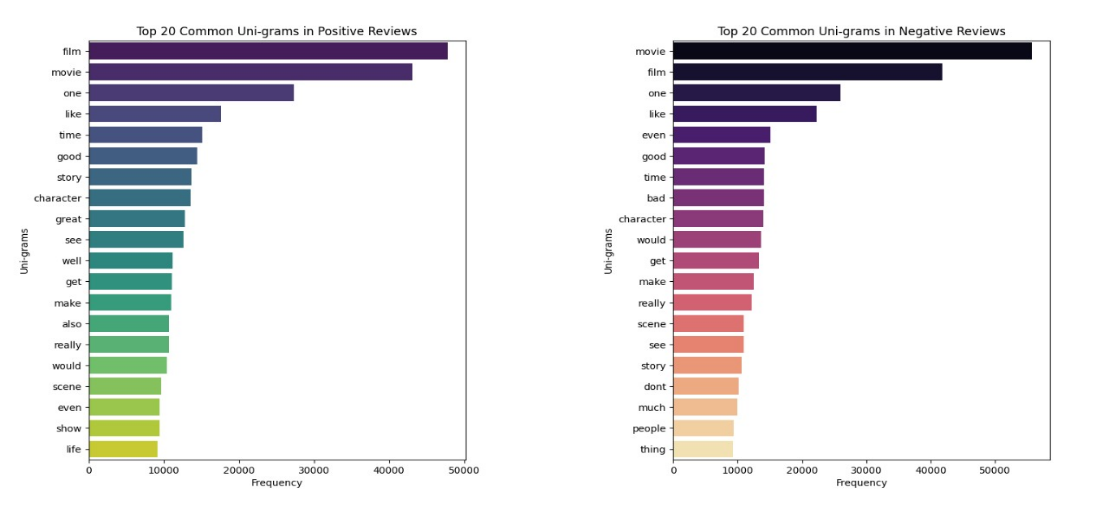 Top 20 Common Uni-grams in Positive Reviews
Uni-grams
film
movie
one
like
time
good
story
character
great
see
well
get
make
also
really
would
scene
even
show
life
0 10000 20000 30000 40000 50000
Frequency
Top 20 Common Uni-grams in Negative Reviews
Uni-grams
movie
film
one
like
even
good
time
bad
character
would
get
make
really
scene
see
story
dont
much
people
thing
0 10000 20000 30000 40000 50000
Frequency